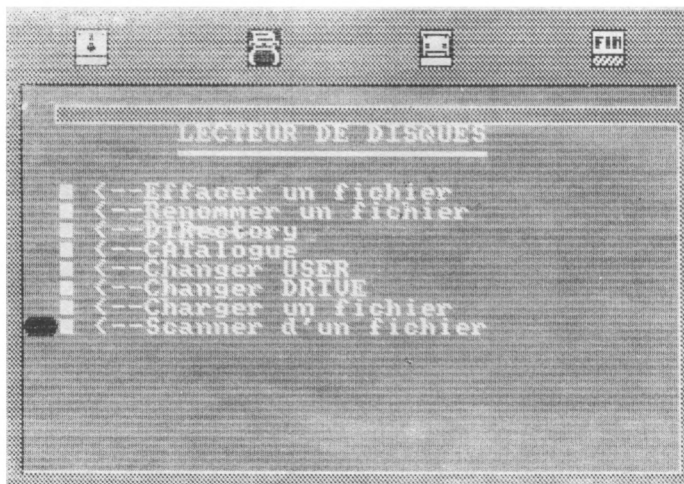 FIN
LECTEUR DE DISQUES
<--Effacer un fichier
<--Renommer un fichier
<--DIRectory
<--CATalogue
<--Changer USER
<--Changer DRIVE
<--Charger un fichier
<--Scanner d'un fichier